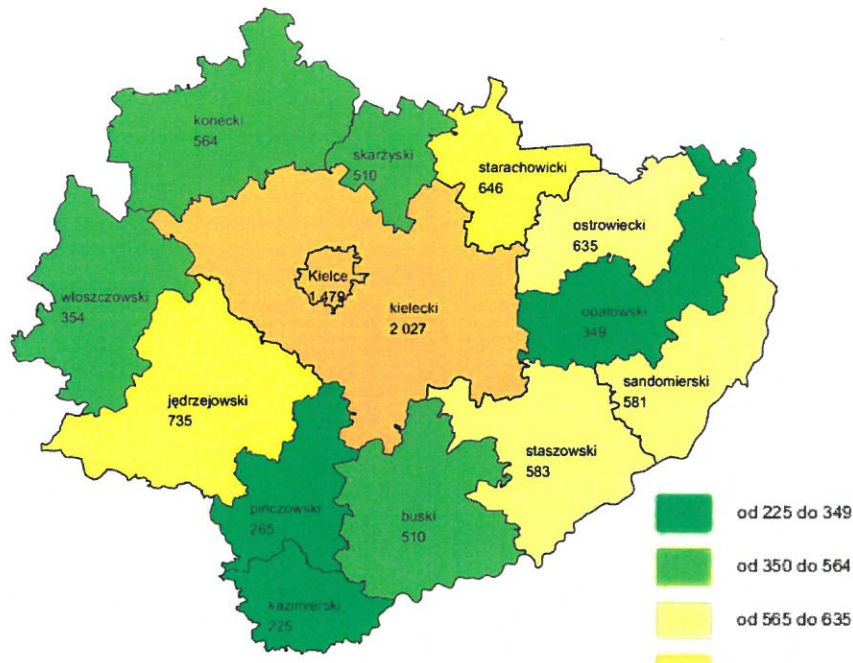 konecki
564
skarżyski
510
starachowicki
646
ostrowiecki
635
Kielce
1 479
włoszczowski
354
kielecki
2 027
opatowski
349
sandomierski
581
jędrzejowski
735
staszowski
583
pińczowski
265
buski
510
kazimierski
225
od 225 do 349
od 350 do 564
od 565 do 635